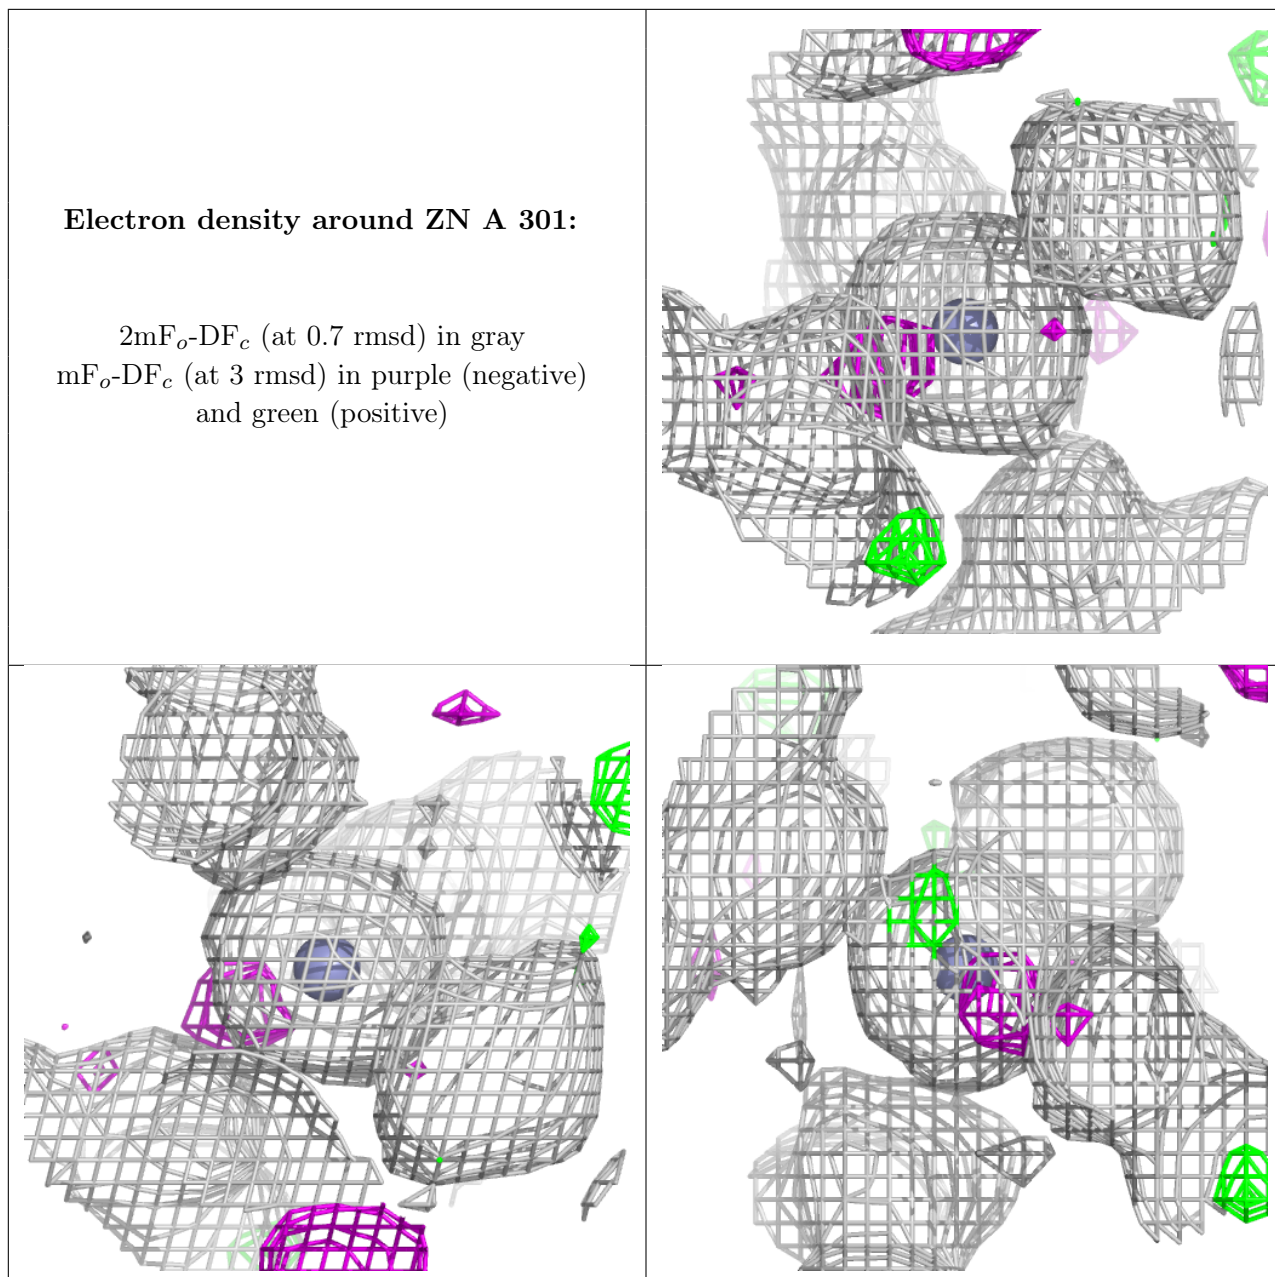 Electron density around ZN A 301:
2mFₒ-DF𝒸 (at 0.7 rmsd) in gray
mFₒ-DF𝒸 (at 3 rmsd) in purple (negative)
and green (positive)